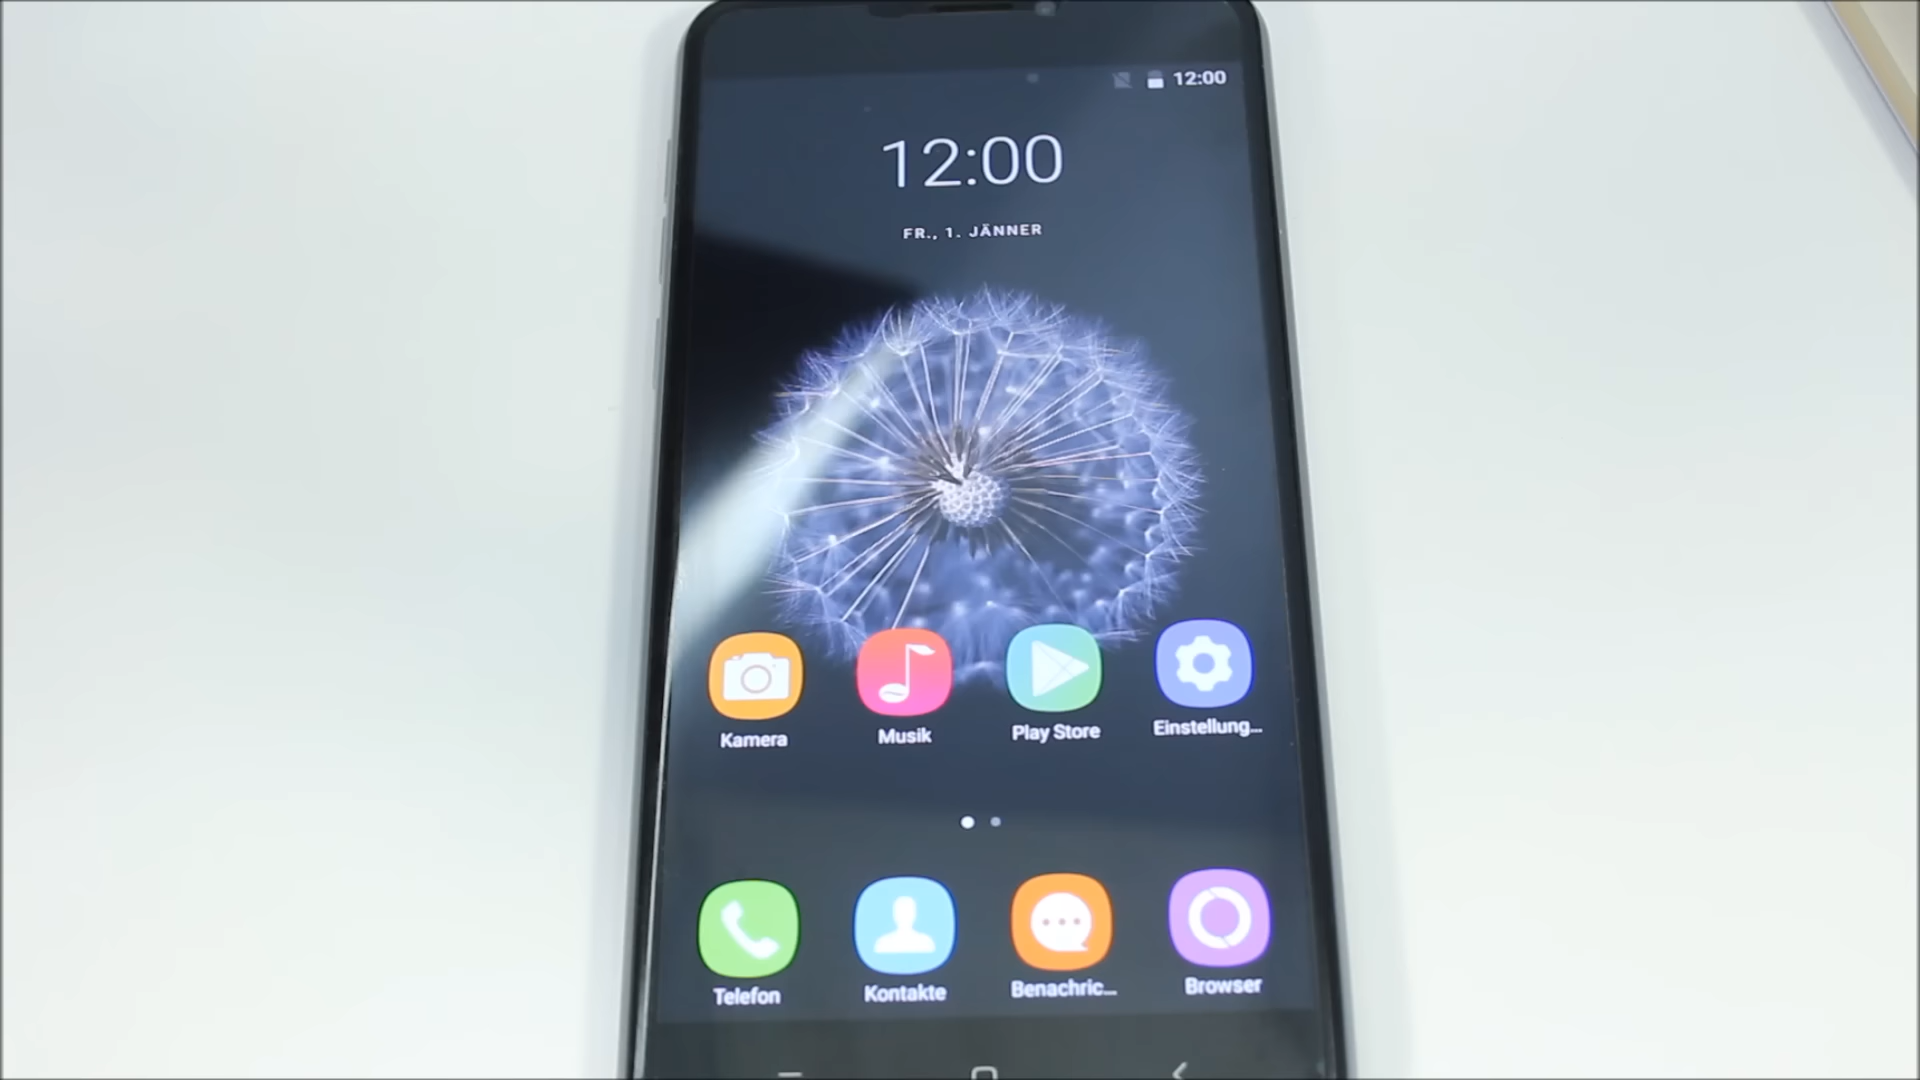 12:00
12:00
FR., 1. JÄNNER
Kamera
Musik
Play Store
Einstellung...
Telefon
Kontakte
Benachric...
Browser